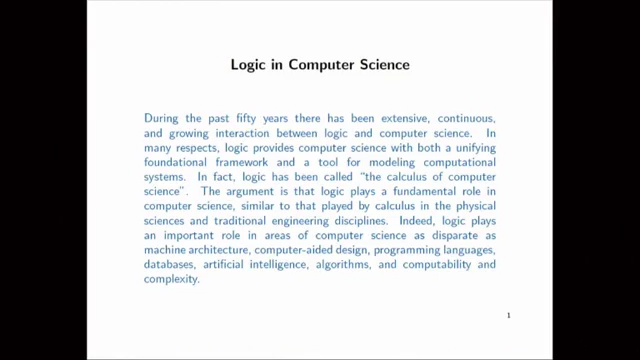 Logic in Computer Science
During the past fifty years there has been extensive, continuous,
and growing interaction between logic and computer science. In
many respects, logic provides computer science with both a unifying
foundational framework and a tool for modeling computational
systems. In fact, logic has been called "the calculus of computer
science". The argument is that logic plays a fundamental role in
computer science, similar to that played by calculus in the physical
sciences and traditional engineering disciplines. Indeed, logic plays
an important role in areas of computer science as disparate as
machine architecture, computer-aided design, programming languages,
databases, artificial intelligence, algorithms, and computability and
complexity.
1